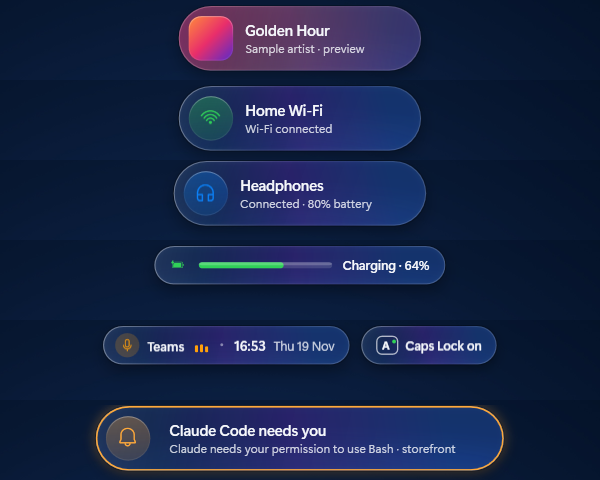 Golden Hour
Sample artist · preview
Home Wi-Fi
Wi-Fi connected
Headphones
Connected · 80% battery
Charging · 64%
Teams 16:53 Thu 19 Nov
A Caps Lock on
Claude Code needs you
Claude needs your permission to use Bash · storefront